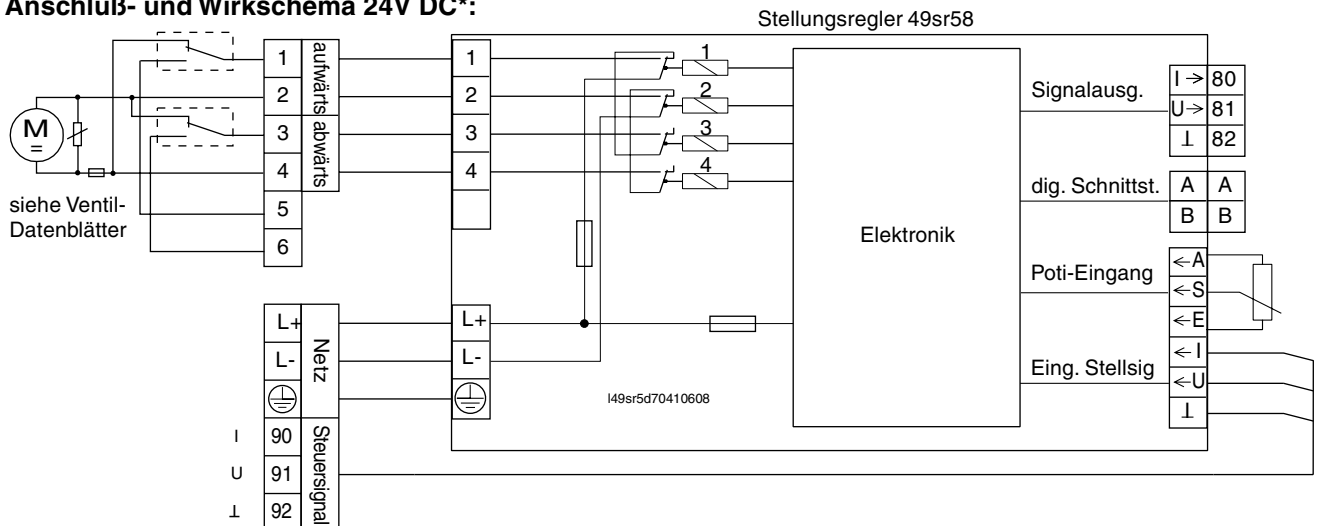 Anschluß- und Wirkschema 24V DC*:
Stellungsregler 49sr58
1
2
3
4
5
6
aufwärts
abwärts
M
=
siehe Ventil-
Datenblätter
1
2
3
4
1
2
3
4
Elektronik
Signalausg.
I→ 80
U→ 81
⊥ 82
dig. Schnittst.
A A
B B
Poti-Eingang
←A
←S
←E
Eing. Stellsig
←I
←U
⊥
L+
L-
Netz
L+
L-
l49sr5d70410608
I 90
U 91
⊥ 92
Steuersignal